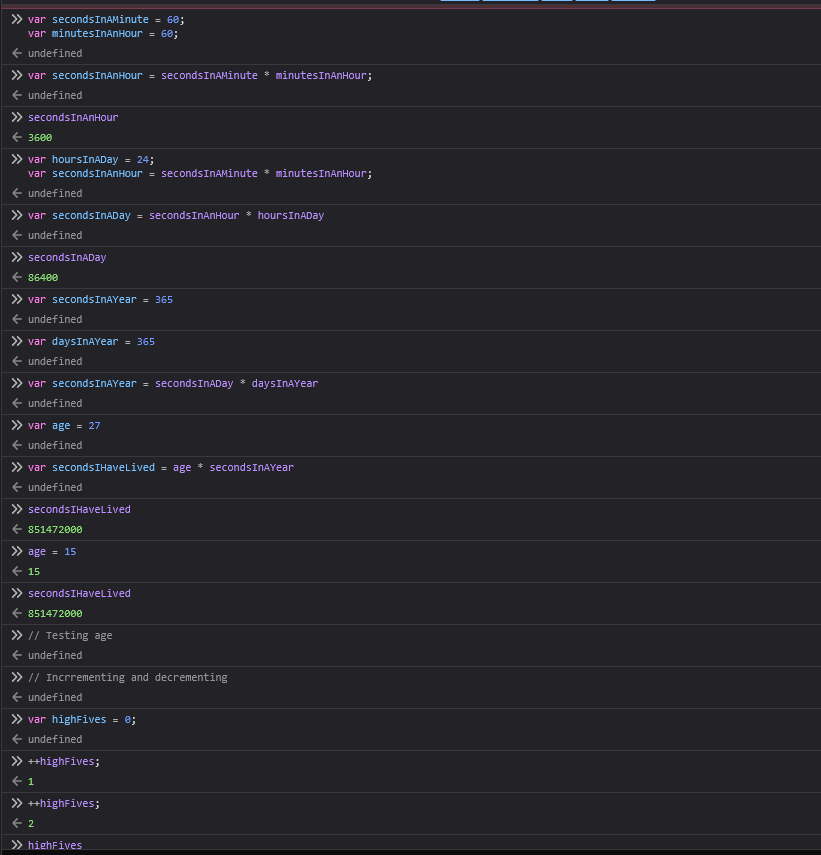 » var secondsInAMinute = 60;
var minutesInAnHour = 60;
← undefined
» var secondsInAnHour = secondsInAMinute * minutesInAnHour;
← undefined
» secondsInAnHour
← 3600
» var hoursInADay = 24;
var secondsInAnHour = secondsInAMinute * minutesInAnHour;
← undefined
» var secondsInADay = secondsInAnHour * hoursInADay
← undefined
» secondsInADay
← 86400
» var secondsInAYear = 365
← undefined
» var daysInAYear = 365
← undefined
» var secondsInAYear = secondsInADay * daysInAYear
← undefined
» var age = 27
← undefined
» var secondsIHaveLived = age * secondsInAYear
← undefined
» secondsIHaveLived
← 851472000
» age = 15
← 15
» secondsIHaveLived
← 851472000
» // Testing age
← undefined
» // Incrrementing and decrementing
← undefined
» var highFives = 0;
← undefined
» ++highFives;
← 1
» ++highFives;
← 2
» highFives